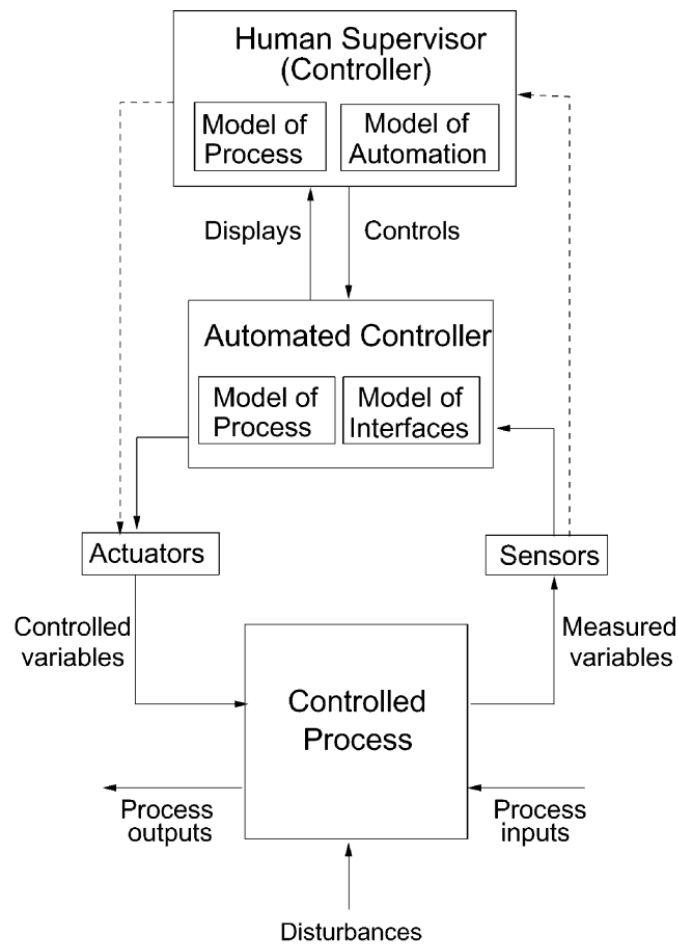 Human Supervisor
(Controller)
Model of
Process
Model of
Automation
Displays
Controls
Automated Controller
Model of
Process
Model of
Interfaces
Actuators
Sensors
Controlled
variables
Measured
variables
Controlled
Process
Process
outputs
Process
inputs
Disturbances